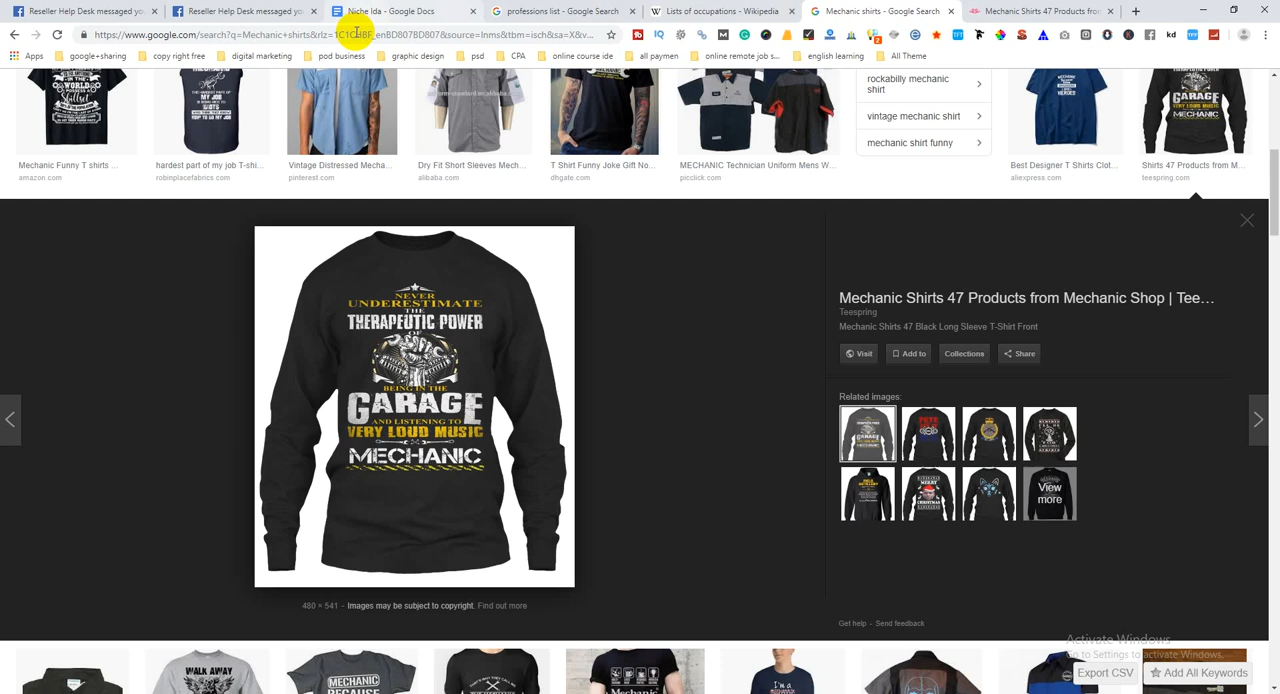 Reseller Help Desk messaged yo
Reseller Help Desk messaged yo
Niche Ida - Google Docs
professions list - Google Search
Lists of occupations - Wikipedia
Mechanic shirts - Google Search
Mechanic Shirts 47 Products from
Apps
google+sharing
copy right free
digital marketing
pod business
graphic design
psd
CPA
online course ide
all paymen
online remote job s...
english learning
All Theme
rockabilly mechanic
shirt
vintage mechanic shirt
mechanic shirt funny
Mechanic Funny T shirts ...
amazon.com
hardest part of my job T-shi...
robinplacefabrics.com
Vintage Distressed Mecha...
pinterest.com
Dry Fit Short Sleeves Mech...
alibaba.com
T Shirt Funny Joke Gift No...
dhgate.com
MECHANIC Technician Uniform Mens W...
picclick.com
Best Designer T Shirts Clot...
aliexpress.com
Shirts 47 Products from M...
teespring.com
GARAGE
VERY LOUD MUSIC
MECHANIC
NEVER
UNDERESTIMATE
THE
THERAPEUTIC POWER
OF
BEING IN THE
GARAGE
AND LISTENING TO
VERY LOUD MUSIC
MECHANIC
Mechanic Shirts 47 Products from Mechanic Shop | Tee...
Teespring
Mechanic Shirts 47 Black Long Sleeve T-Shirt Front
Visit
Add to
Collections
Share
Related images:
View
more
480 × 541 - Images may be subject to copyright. Find out more
Get help - Send feedback
Activate Windows
Go to Settings to activate Windows.
Export CSV
Add All Keywords
WALK AWAY
MECHANIC
BECAUSE
I'm a